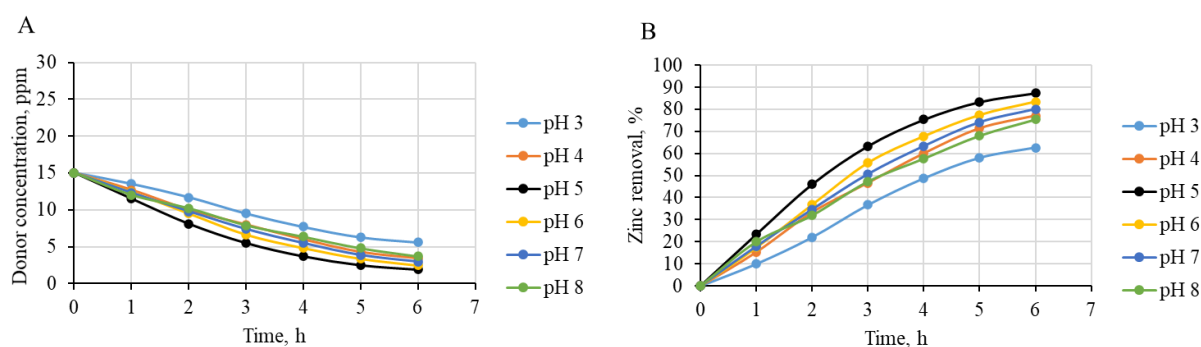 A
Donor concentration, ppm
30
25
20
15
10
5
0
0 1 2 3 4 5 6 7
Time, h
pH 3
pH 4
pH 5
pH 6
pH 7
pH 8
B
Zinc removal, %
100
90
80
70
60
50
40
30
20
10
0
0 1 2 3 4 5 6 7
Time, h
pH 3
pH 4
pH 5
pH 6
pH 7
pH 8